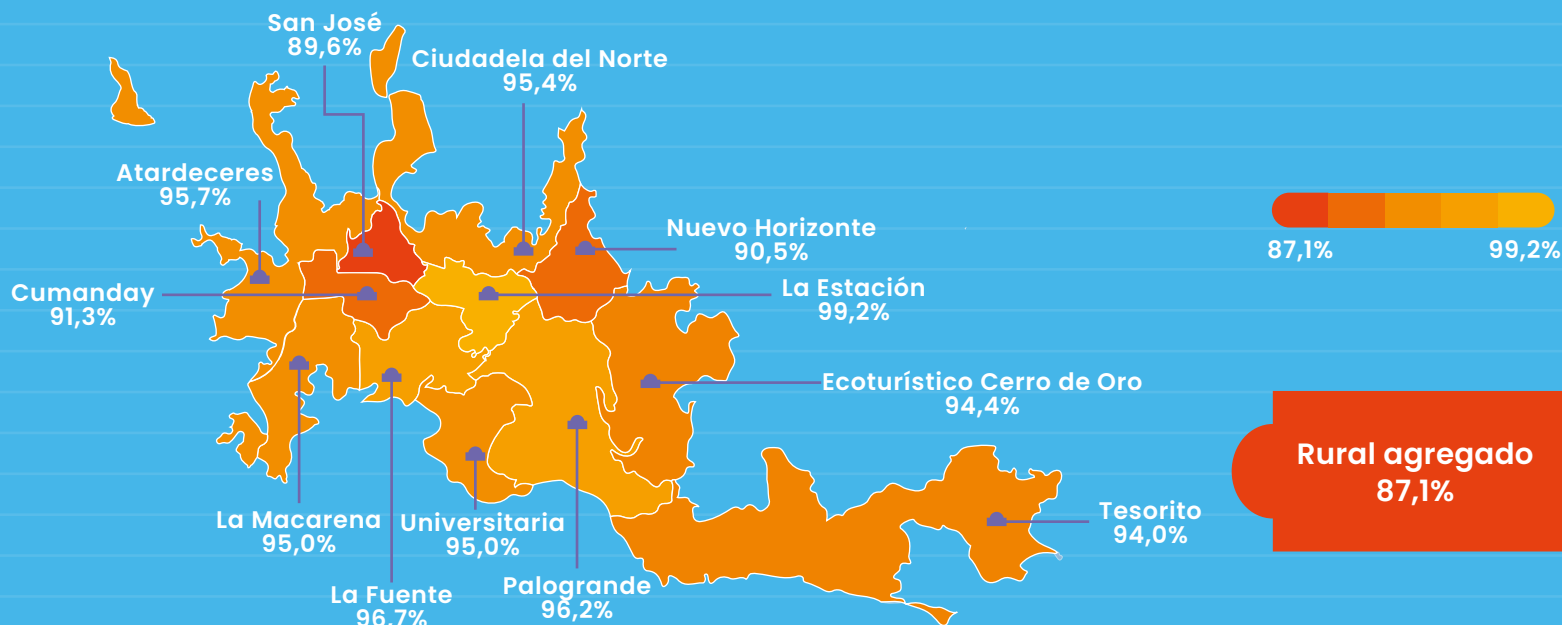 San José
89,6%
Ciudadela del Norte
95,4%
Atardeceres
95,7%
Nuevo Horizonte
90,5%
87,1%
99,2%
Cumanday
91,3%
La Estación
99,2%
Ecoturístico Cerro de Oro
94,4%
Rural agregado
87,1%
La Macarena
95,0%
Universitaria
95,0%
Tesorito
94,0%
La Fuente
96,7%
Palogrande
96,2%